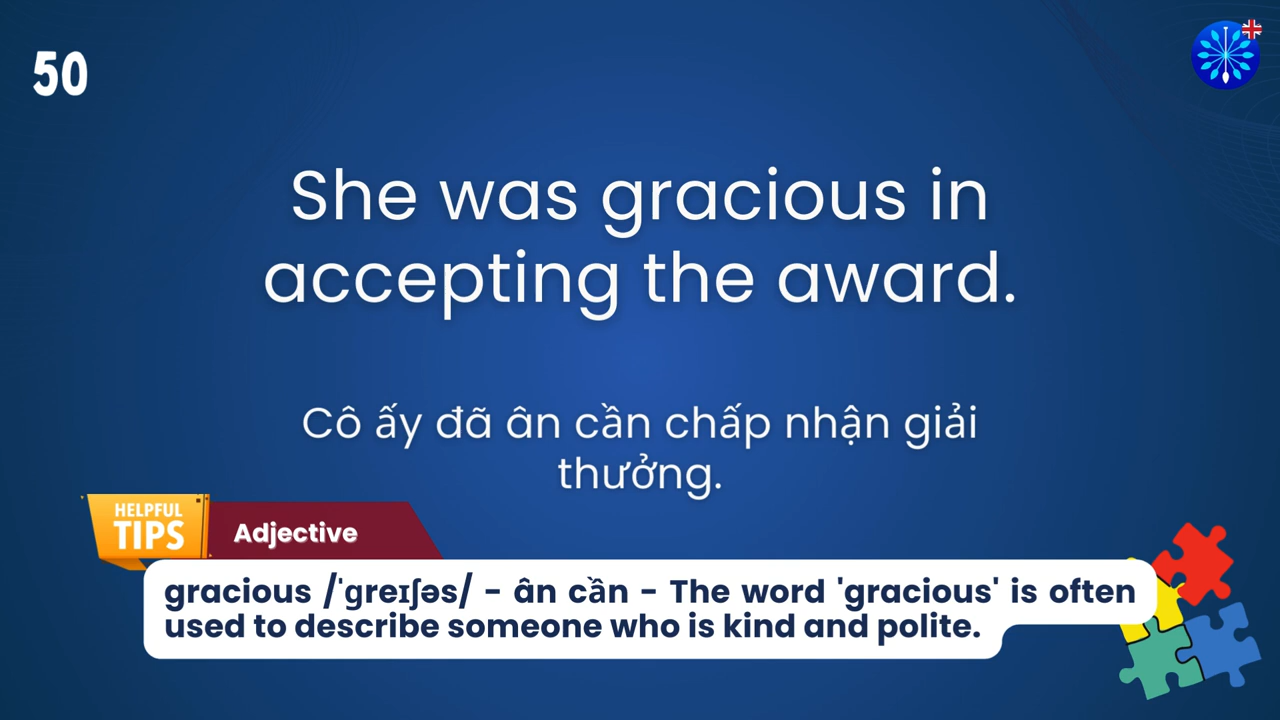 50
She was gracious in
accepting the award.
Cô ấy đã ân cần chấp nhận giải
thưởng.
HELPFUL
TIPS
Adjective
gracious /ˈɡreɪʃəs/ - ân cần - The word 'gracious' is often
used to describe someone who is kind and polite.